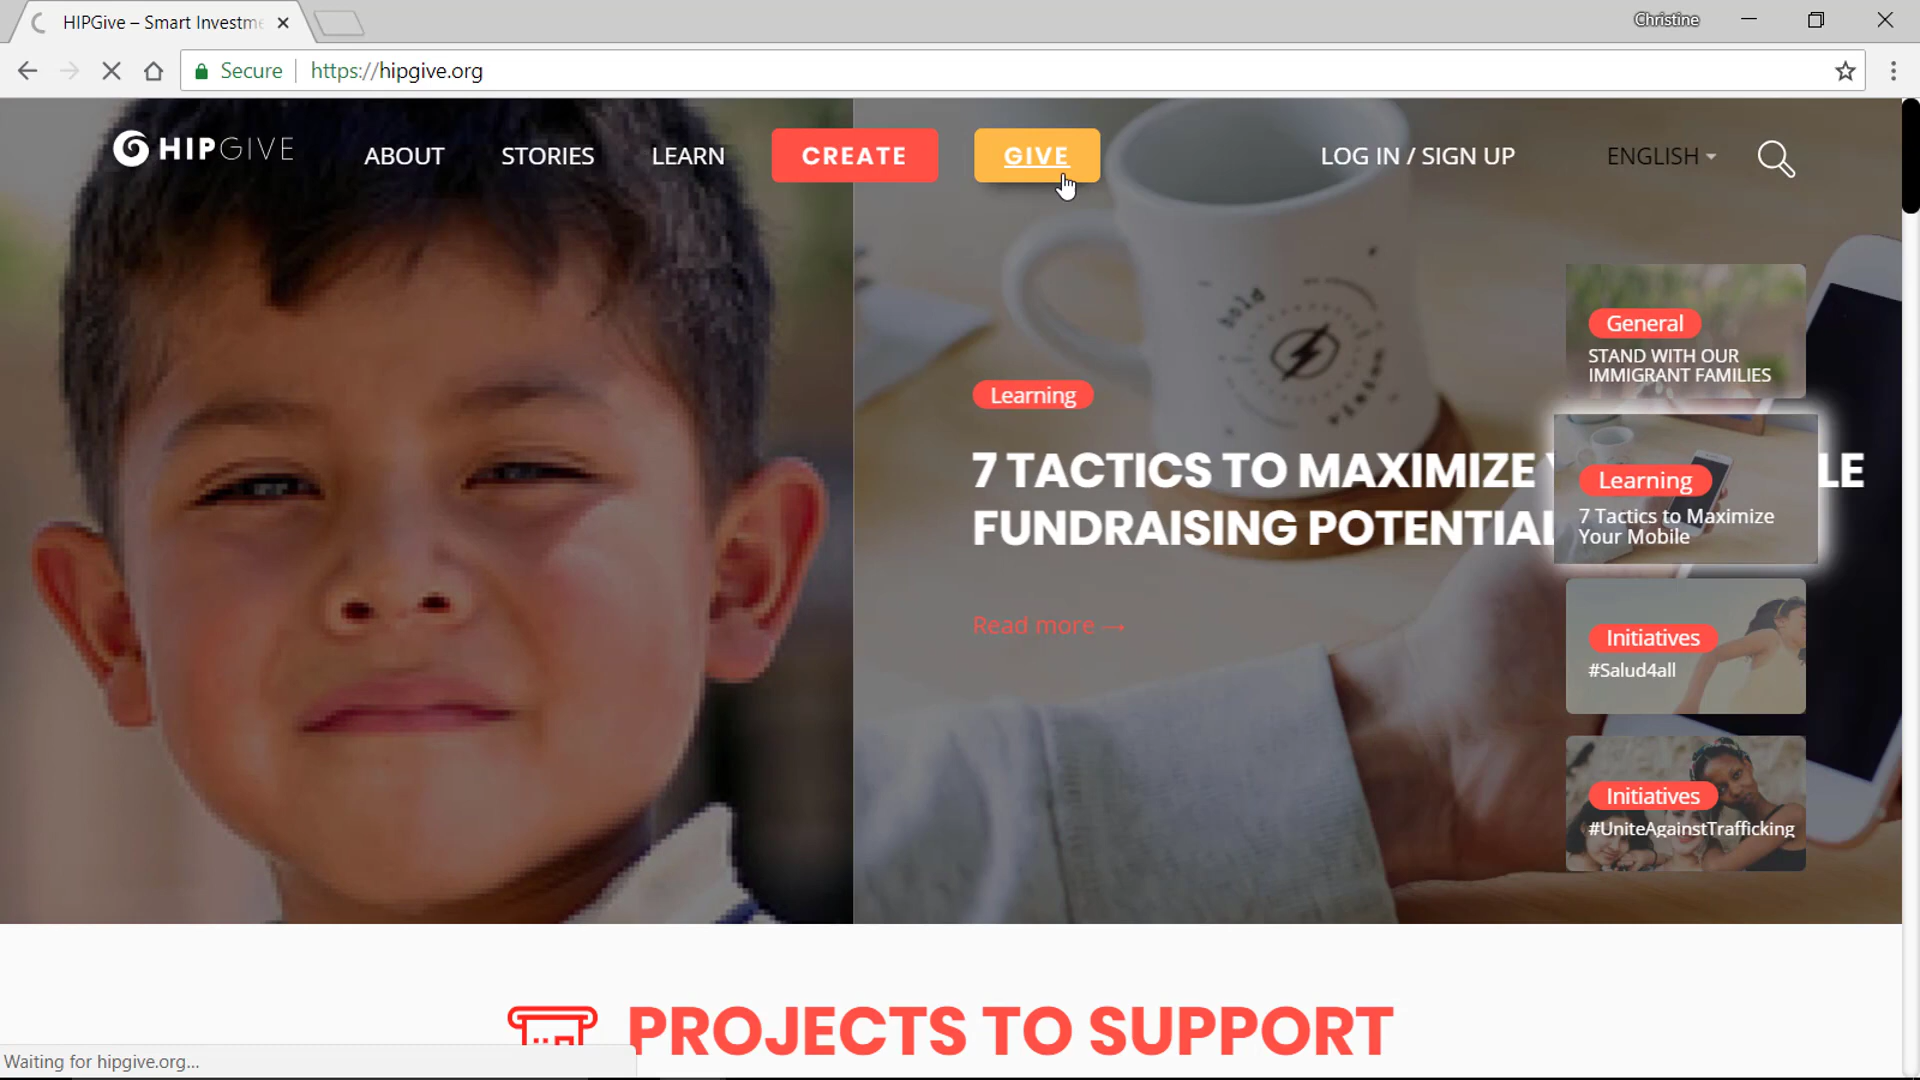 HIPGive – Smart Investme
Christine
Secure
https://hipgive.org
HIPGIVE
ABOUT
STORIES
LEARN
CREATE
GIVE
LOG IN / SIGN UP
ENGLISH
Learning
7 TACTICS TO MAXIMIZE
LE
FUNDRAISING POTENTIAL
Read more →
General
STAND WITH OUR
IMMIGRANT FAMILIES
Learning
7 Tactics to Maximize
Your Mobile
Initiatives
#Salud4all
Initiatives
#UniteAgainstTrafficking
bold
PROJECTS TO SUPPORT
Waiting for hipgive.org...